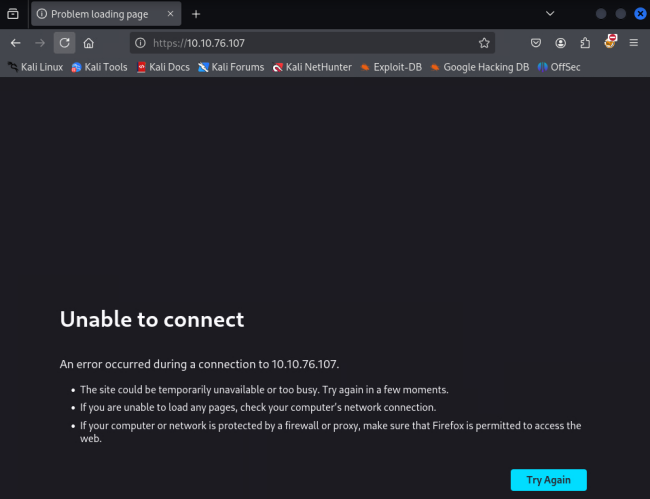 Problem loading page
https://10.10.76.107
Kali Linux Kali Tools Kali Docs Kali Forums Kali NetHunter Exploit-DB Google Hacking DB OffSec
Unable to connect
An error occurred during a connection to 10.10.76.107.
• The site could be temporarily unavailable or too busy. Try again in a few moments.
• If you are unable to load any pages, check your computer's network connection.
• If your computer or network is protected by a firewall or proxy, make sure that Firefox is permitted to access the
web.
Try Again